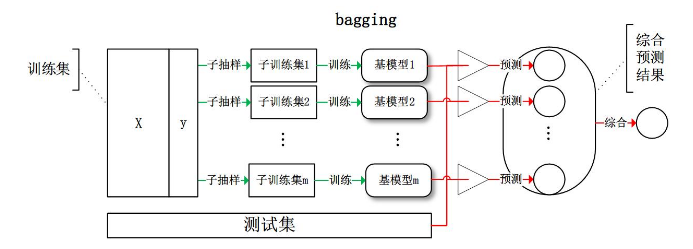 bagging
训练集
X
y
子抽样
子训练集1
训练
基模型1
预测
子抽样
子训练集2
训练
基模型2
预测
⋮
⋮
⋮
子抽样
子训练集m
训练
基模型m
预测
综合
预测
结果
综合
测试集